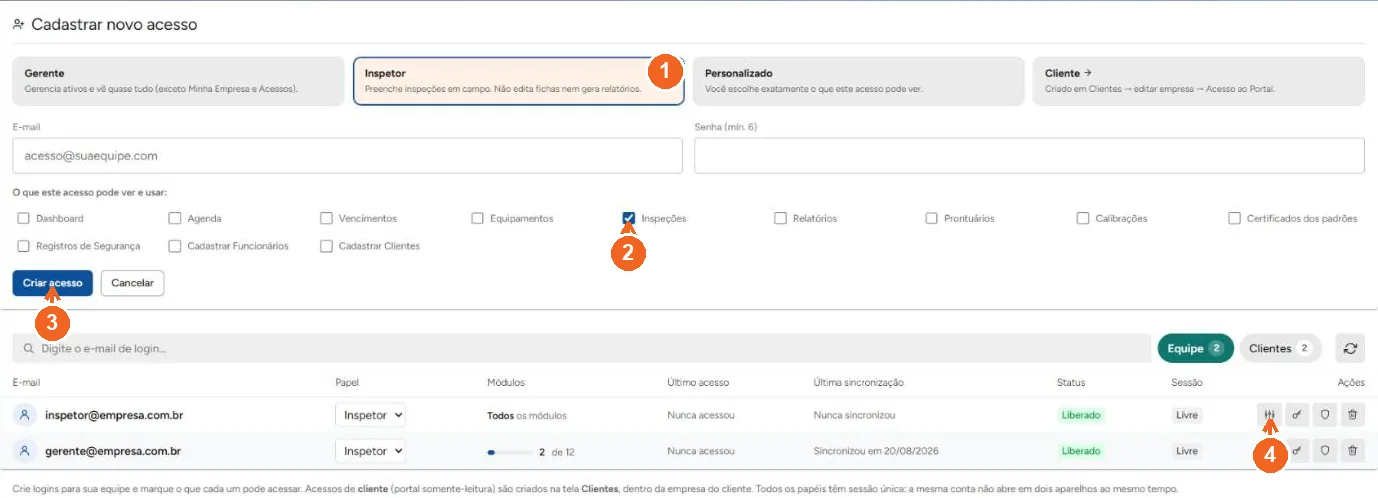 Cadastrar novo acesso
Gerente
Gerencia ativos e vê quase tudo (exceto Minha Empresa e Acessos).
Inspetor
Preenche inspeções em campo. Não edita fichas nem gera relatórios.
1
Personalizado
Você escolhe exatamente o que este acesso pode ver.
Cliente →
Criado em Clientes → editar empresa → Acesso ao Portal.
E-mail
Senha (mín. 6)
acesso@suaequipe.com
O que este acesso pode ver e usar:
Dashboard Agenda Vencimentos Equipamentos Inspeções Relatórios Prontuários Calibrações Certificados dos padrões
Registros de Segurança Cadastrar Funcionários Cadastrar Clientes
2
Criar acesso Cancelar
3
Digite o e-mail de login...
Equipe 2 Clientes 2
E-mail Papel Módulos Último acesso Última sincronização Status Sessão Ações
inspetor@empresa.com.br Inspetor Todos os módulos Nunca acessou Nunca sincronizou Liberado Livre
gerente@empresa.com.br Inspetor 2 de 12 Nunca acessou Sincronizou em 20/08/2026 Liberado Livre
4
Crie logins para sua equipe e marque o que cada um pode acessar. Acessos de cliente (portal somente-leitura) são criados na tela Clientes, dentro da empresa do cliente. Todos os papéis têm sessão única: a mesma conta não abre em dois aparelhos ao mesmo tempo.